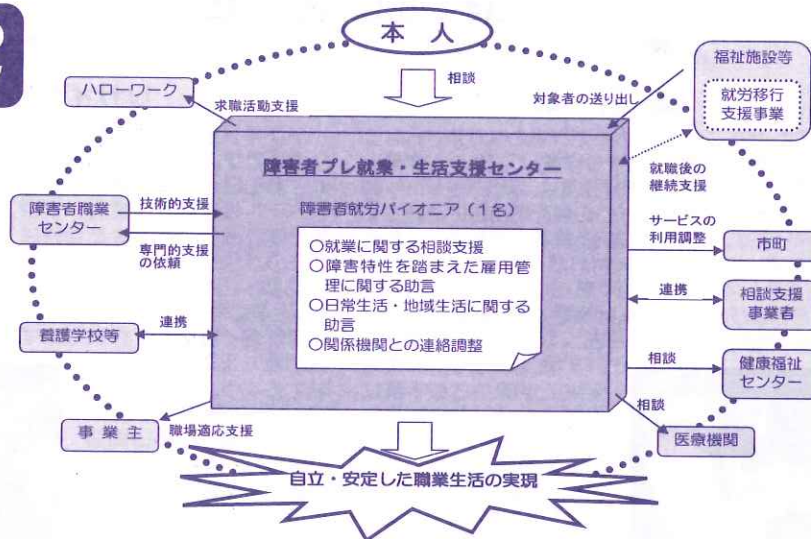 本人
相談
福祉施設等
就労移行
支援事業
ハローワーク
求職活動支援
対象者の送り出し
障害者プレ就業・生活支援センター
就職後の
継続支援
障害者就労パイオニア(1名)
障害者職業
センター
技術的支援
専門的支援
の依頼
○就業に関する相談支援
○障害特性を踏まえた雇用管
理に関する助言
○日常生活・地域生活に関する
助言
○関係機関との連絡調整
サービスの
利用調整
市町
連携
相談支援
事業者
養護学校等
連携
相談
健康福祉
センター
事業主
職場適応支援
相談
医療機関
自立・安定した職業生活の実現